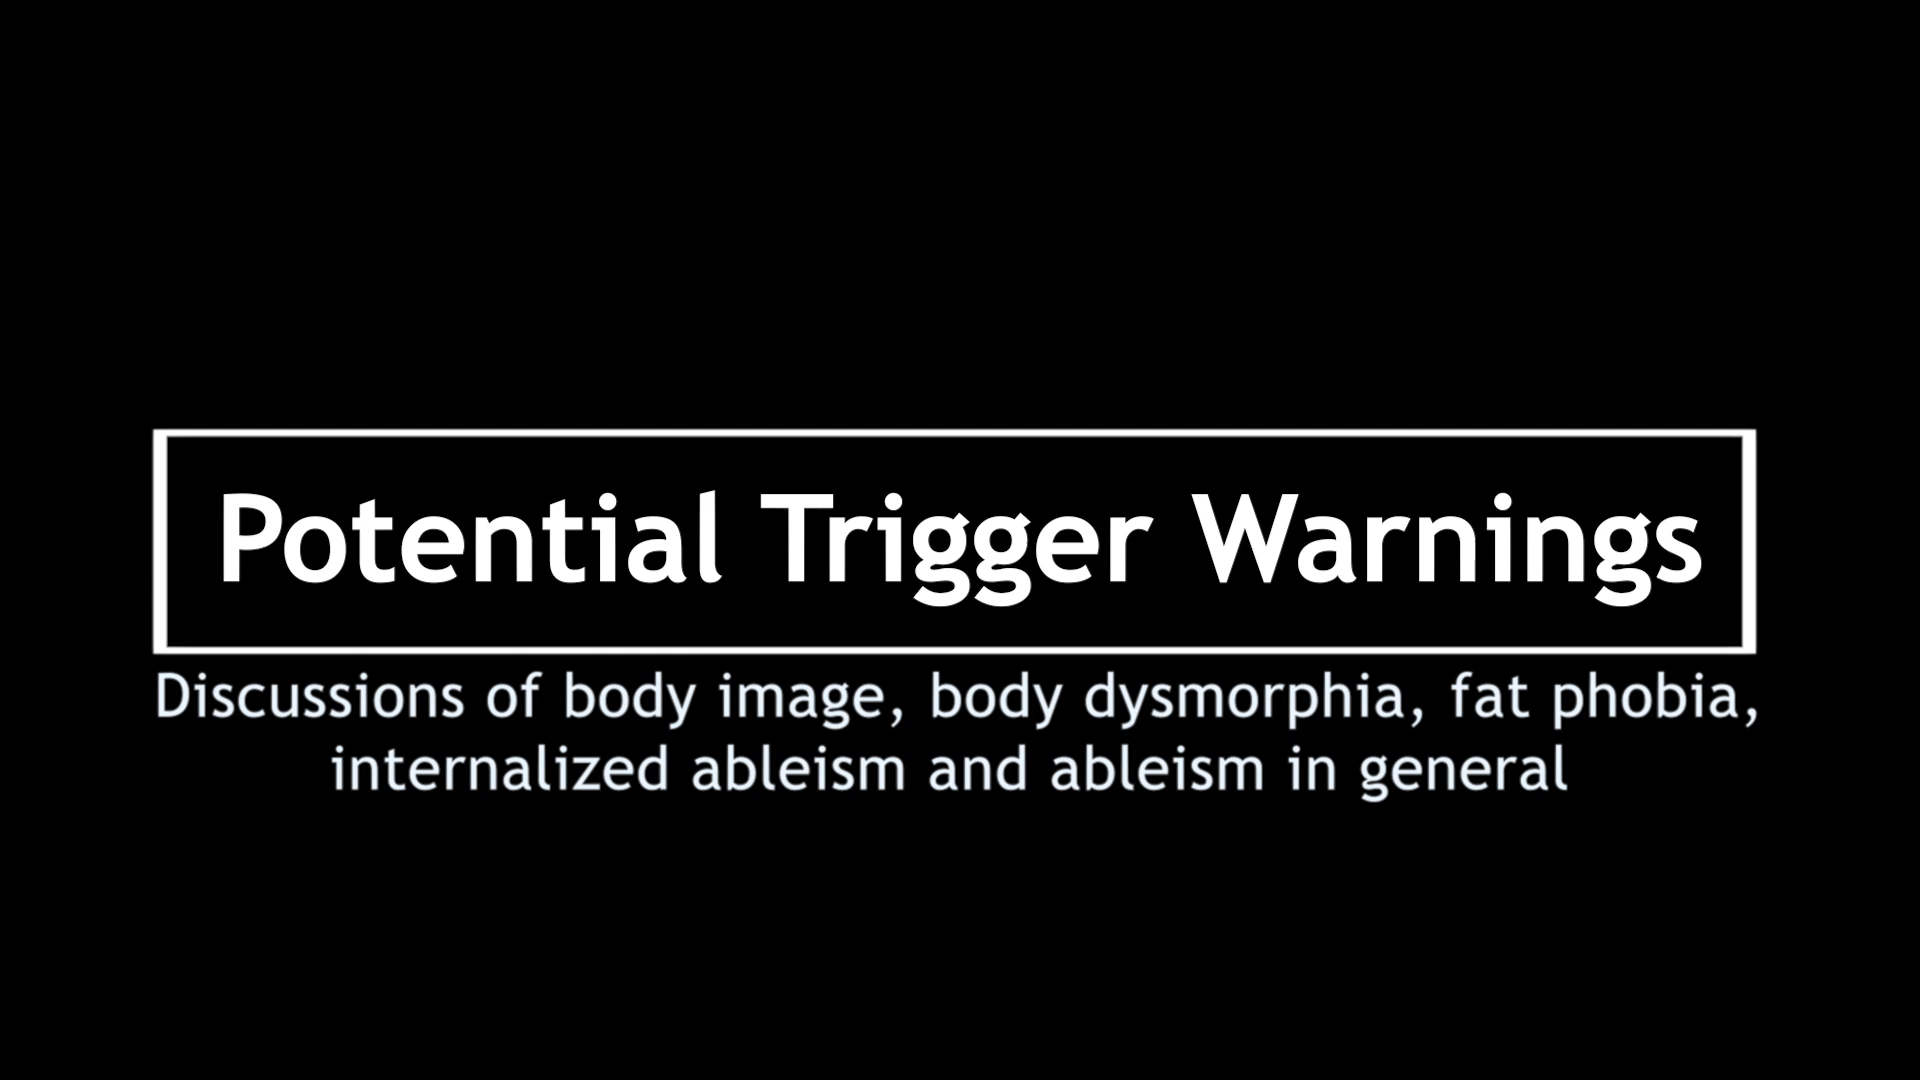 Potential Trigger Warnings
Discussions of body image, body dysmorphia, fat phobia,
internalized ableism and ableism in general